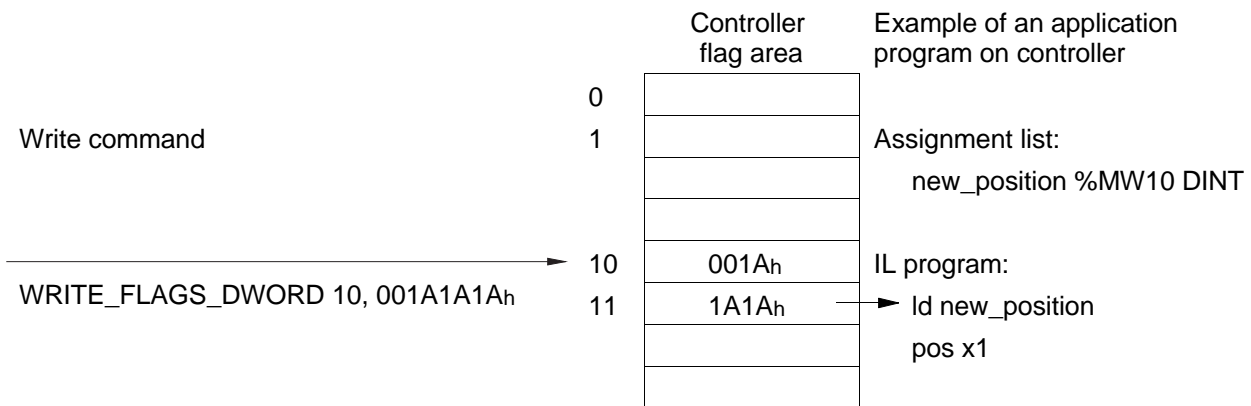 Controller
flag area
Example of an application
program on controller
0
Write command
1
Assignment list:
new_position %MW10 DINT
10
001Ah
IL program:
WRITE_FLAGS_DWORD 10, 001A1A1Ah
11
1A1Ah
ld new_position
pos x1